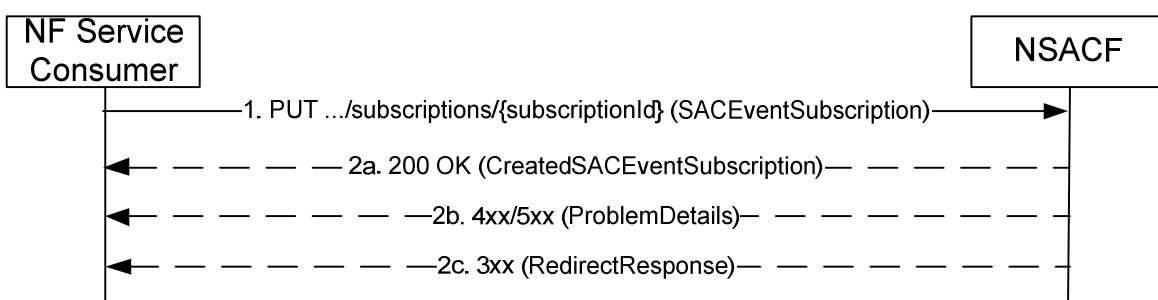 NF Service
Consumer
NSACF
1. PUT .../subscriptions/{subscriptionId} (SACEventSubscription)
2a. 200 OK (CreatedSACEventSubscription)
2b. 4xx/5xx (ProblemDetails)
2c. 3xx (RedirectResponse)